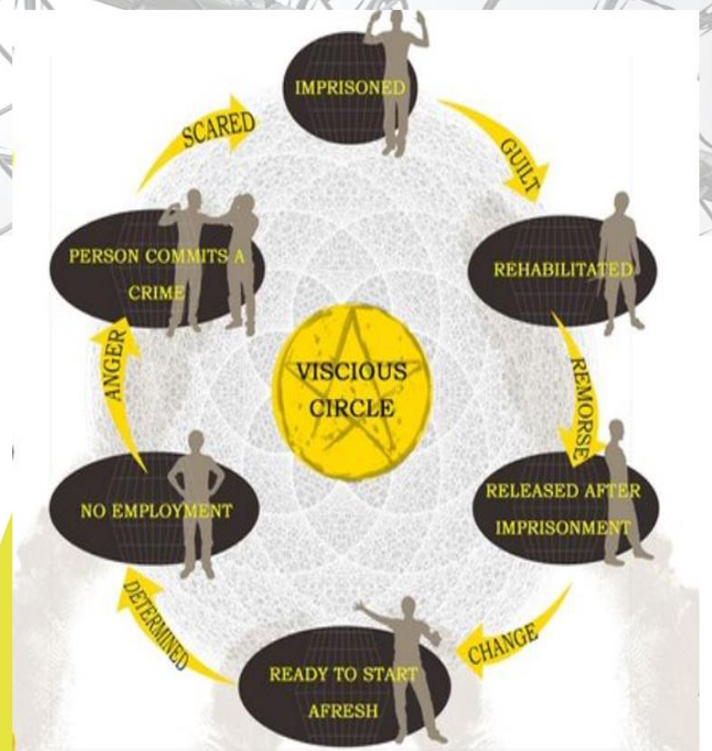 IMPRISONED
GUILT
REHABILITATED
REMORSE
RELEASED AFTER
IMPRISONMENT
CHANGE
READY TO START
AFRESH
DETERMINED
NO EMPLOYMENT
ANGER
PERSON COMMITS A
CRIME
SCARED
VISCIOUS
CIRCLE